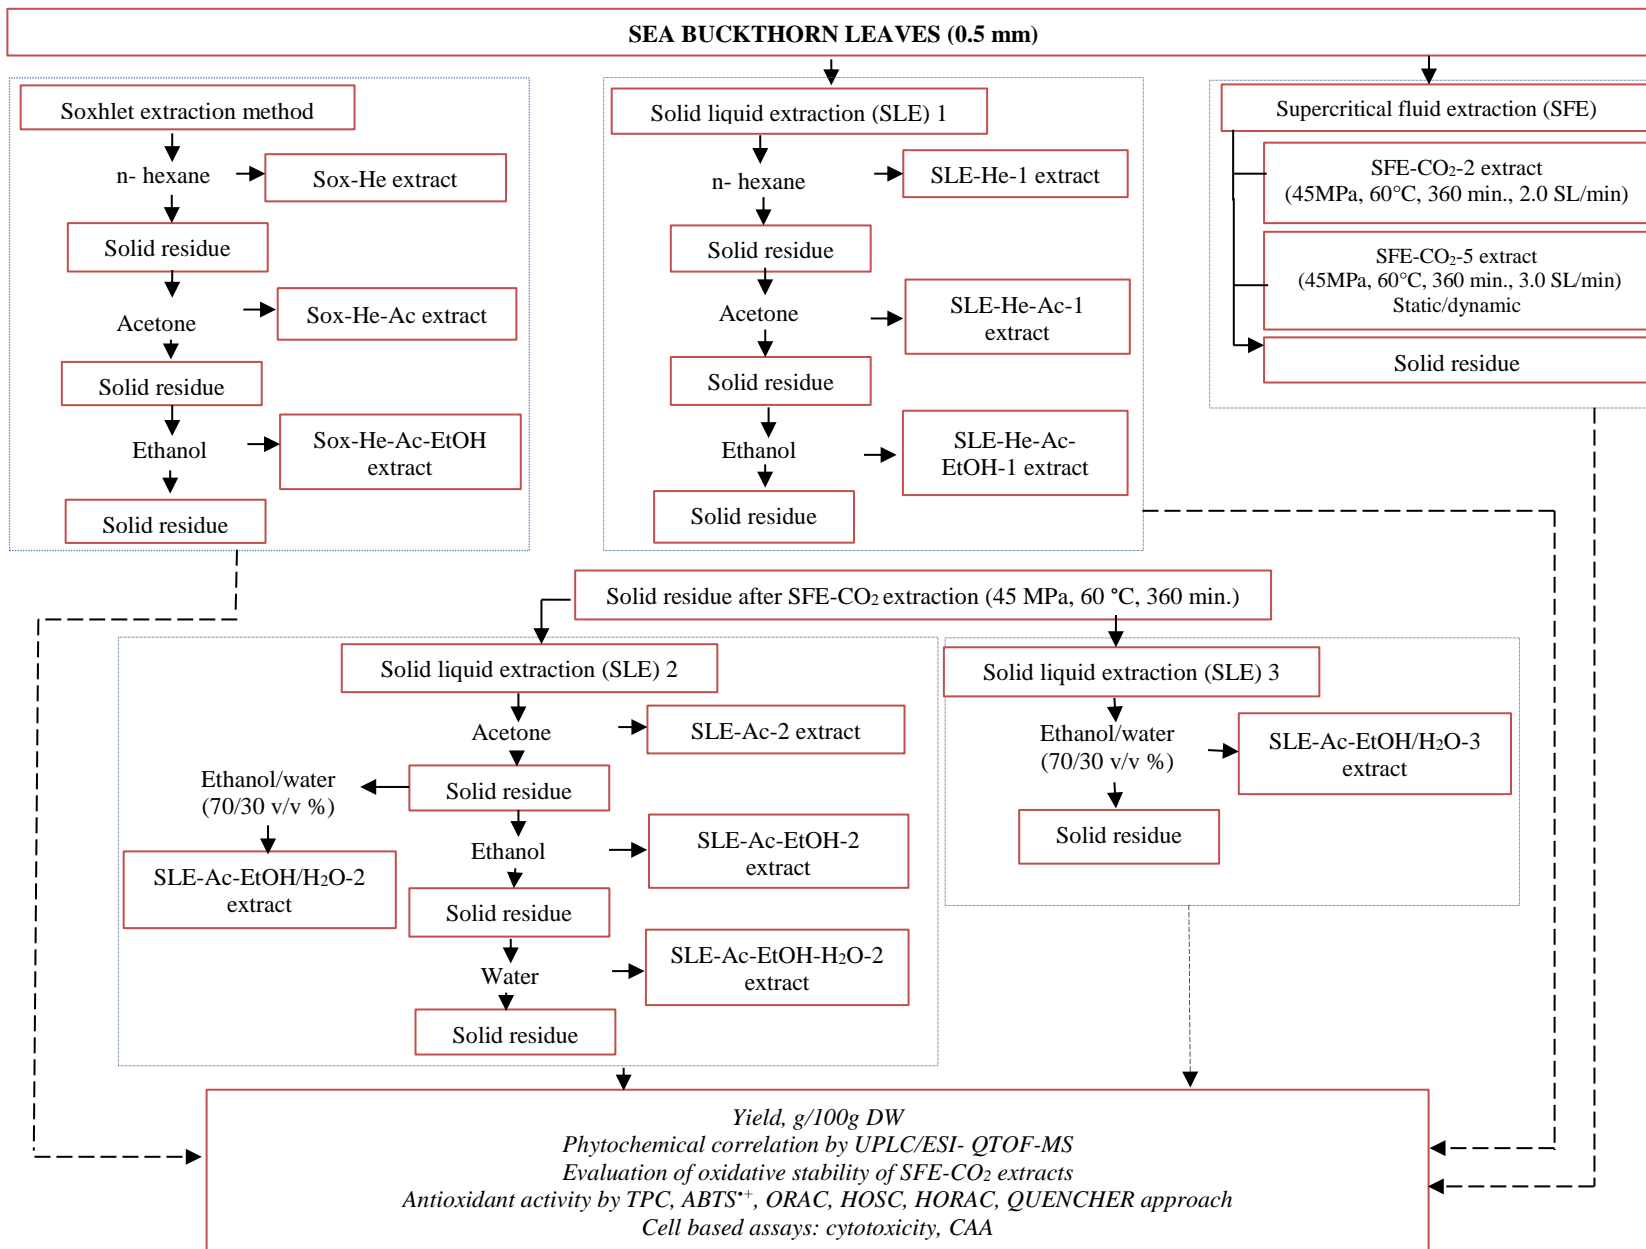 SEA BUCKTHORN LEAVES (0.5 mm)
Soxhlet extraction method
n- hexane
Sox-He extract
Solid residue
Acetone
Sox-He-Ac extract
Solid residue
Ethanol
Sox-He-Ac-EtOH
extract
Solid residue
Solid liquid extraction (SLE) 1
n- hexane
SLE-He-1 extract
Solid residue
Acetone
SLE-He-Ac-1
extract
Solid residue
Ethanol
SLE-He-Ac-
EtOH-1 extract
Solid residue
Supercritical fluid extraction (SFE)
SFE-CO₂-2 extract
(45MPa, 60°C, 360 min., 2.0 SL/min)
SFE-CO₂-5 extract
(45MPa, 60°C, 360 min., 3.0 SL/min)
Static/dynamic
Solid residue
Solid residue after SFE-CO₂ extraction (45 MPa, 60 °C, 360 min.)
Solid liquid extraction (SLE) 2
Acetone
SLE-Ac-2 extract
Solid residue
Ethanol/water
(70/30 v/v %)
SLE-Ac-EtOH/H₂O-2
extract
Ethanol
SLE-Ac-EtOH-2
extract
Solid residue
Water
SLE-Ac-EtOH-H₂O-2
extract
Solid residue
Solid liquid extraction (SLE) 3
Ethanol/water
(70/30 v/v %)
SLE-Ac-EtOH/H₂O-3
extract
Solid residue
Yield, g/100g DW
Phytochemical correlation by UPLC/ESI- QTOF-MS
Evaluation of oxidative stability of SFE-CO₂ extracts
Antioxidant activity by TPC, ABTS•⁺, ORAC, HOSC, HORAC, QUENCHER approach
Cell based assays: cytotoxicity, CAA